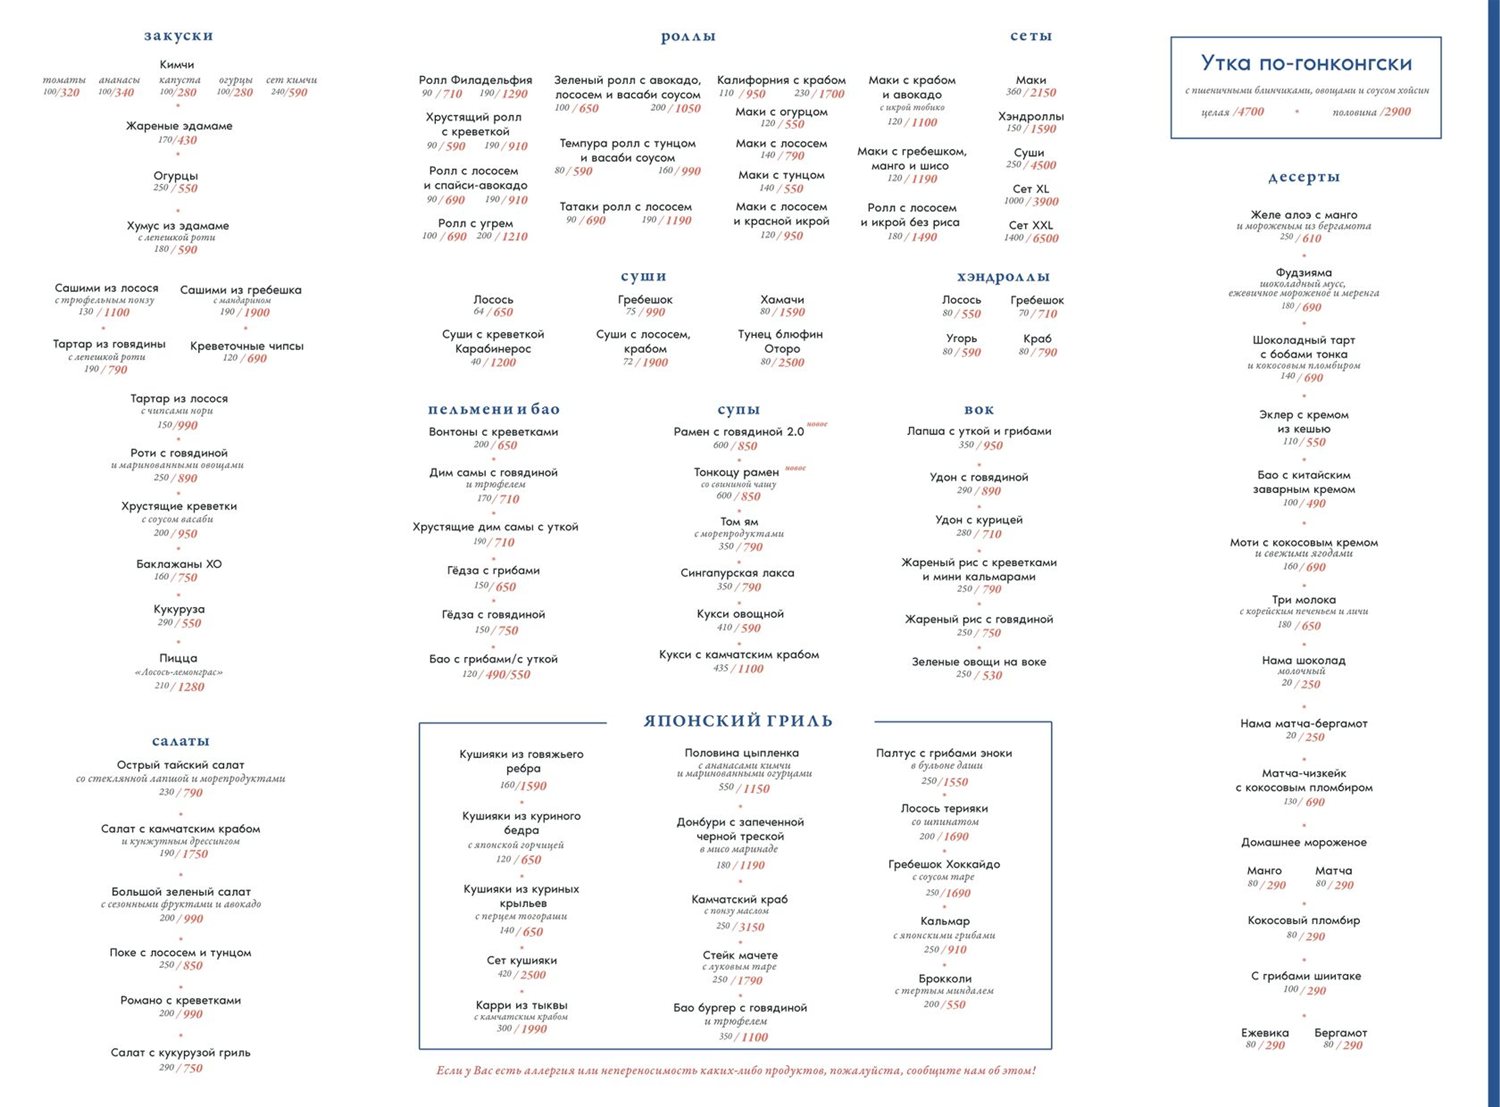 закуски
Кимчи
томаты ананасы капуста огурцы сет кимчи
100/320 100/340 100/280 100/280 240/590
Жареные эдамаме
170/430
Огурцы
250 / 550
Хумус из эдамаме
с лепешкой роти
180 / 590
Сашими из лосося
с трюфельным понзу
130 / 1100
Сашими из гребешка
с мандарином
190 / 1900
Тартар из говядины
с лепешкой роти
190 / 790
Креветочные чипсы
120 / 690
Тартар из лосося
с чипсами нори
150/990
Роти с говядиной
и маринованными овощами
250 / 890
Хрустящие креветки
с соусом васаби
200 / 950
Баклажаны ХО
160 / 750
Кукуруза
290 / 550
Пицца
«Лосось-лемонграс»
210 / 1280
салаты
Острый тайский салат
со стеклянной лапшой и морепродуктами
230 / 790
Салат с камчатским крабом
и кунжутным дрессингом
190 / 1750
Большой зеленый салат
с сезонными фруктами и авокадо
200 / 990
Поке с лососем и тунцом
250 / 850
Романо с креветками
200 / 990
Салат с кукурузой гриль
290 / 750
роллы
Ролл Филадельфия
90 / 710 190 / 1290
Хрустящий ролл
с креветкой
90 / 590 190 / 910
Ролл с лососем
и спайси-авокадо
90 / 690 190 / 910
Ролл с угрем
100 / 690 200 / 1210
Зеленый ролл с авокадо,
лососем и васаби соусом
100 / 650 200 / 1050
Темпура ролл с тунцом
и васаби соусом
80 / 590 160 / 990
Татаки ролл с лососем
90 / 690 190 / 1190
Калифорния с крабом
110 / 950 230 / 1700
Маки с огурцом
120 / 550
Маки с лососем
140 / 790
Маки с тунцом
140 / 550
Маки с лососем
и красной икрой
120 / 950
Маки с крабом
и авокадо
с икрой тобико
120 / 1100
Маки с гребешком,
манго и шисо
120 / 1190
Ролл с лососем
и икрой без риса
180 / 1490
сеты
Маки
360 / 2150
Хэндроллы
150 / 1590
Суши
250 / 4500
Сет XL
1000 / 3900
Сет XXL
1400 / 6500
суши
Лосось
64 / 650
Гребешок
75 / 990
Хамачи
80 / 1590
Суши с креветкой
Карабинерос
40 / 1200
Суши с лососем,
крабом
72 / 1900
Тунец блюфин
Оторо
80 / 2500
хэндроллы
Лосось
80 / 550
Гребешок
70 / 710
Угорь
80 / 590
Краб
80 / 790
пельмени и бао
Вонтоны с креветками
200 / 650
Дим самы с говядиной
и трюфелем
170 / 710
Хрустящие дим самы с уткой
190 / 710
Гёдза с грибами
150 / 650
Гёдза с говядиной
150 / 750
Бао с грибами/с уткой
120 / 490/550
супы
Рамен с говядиной 2.0 новое
600 / 850
Тонкоцу рамен новое
со свининой чашу
600 / 850
Том ям
с морепродуктами
350 / 790
Сингапурская лакса
350 / 790
Кукси овощной
410 / 590
Кукси с камчатским крабом
435 / 1100
вок
Лапша с уткой и грибами
350 / 950
Удон с говядиной
290 / 890
Удон с курицей
280 / 710
Жареный рис с креветками
и мини кальмарами
250 / 790
Жареный рис с говядиной
250 / 750
Зеленые овощи на воке
250 / 530
ЯПОНСКИЙ ГРИЛЬ
Кушияки из говяжьего
ребра
160/1590
Кушияки из куриного
бедра
с японской горчицей
120 / 650
Кушияки из куриных
крыльев
с перцем тогораши
140 / 650
Сет кушияки
420 / 2500
Карри из тыквы
с камчатским крабом
300 / 1990
Половина цыпленка
с ананасами кимчи
и маринованными огурцами
550 / 1150
Донбури с запеченной
черной треской
в мисо маринаде
180 / 1190
Камчатский краб
с понзу маслом
250 / 3150
Стейк мачете
с луковым таре
250 / 1790
Бао бургер с говядиной
и трюфелем
350 / 1100
Палтус с грибами эноки
в бульоне даши
250/1550
Лосось терияки
со шпинатом
200 / 1690
Гребешок Хоккайдо
с соусом таре
250/1690
Кальмар
с японскими грибами
250 / 910
Брокколи
с тертым миндалем
200 / 550
Если у Вас есть аллергия или непереносимость каких-либо продуктов, пожалуйста, сообщите нам об этом!
Утка по-гонконгски
с пшеничными блинчиками, овощами и соусом хойсин
целая /4700 половина /2900
десерты
Желе алоэ с манго
и мороженым из бергамота
250 / 610
Фудзияма
шоколадный мусс,
ежевичное мороженое и меренга
180 / 690
Шоколадный тарт
с бобами тонка
и кокосовым пломбиром
140 / 690
Эклер с кремом
из кешью
110 / 550
Бао с китайским
заварным кремом
100 / 490
Моти с кокосовым кремом
и свежими ягодами
160 / 690
Три молока
с корейским печеньем и личи
180 / 650
Нама шоколад
молочный
20 / 250
Нама матча-бергамот
20 / 250
Матча-чизкейк
с кокосовым пломбиром
130 / 690
Домашнее мороженое
Манго Матча
80 / 290 80 / 290
Кокосовый пломбир
80 / 290
С грибами шиитаке
100 / 290
Ежевика Бергамот
80 / 290 80 / 290